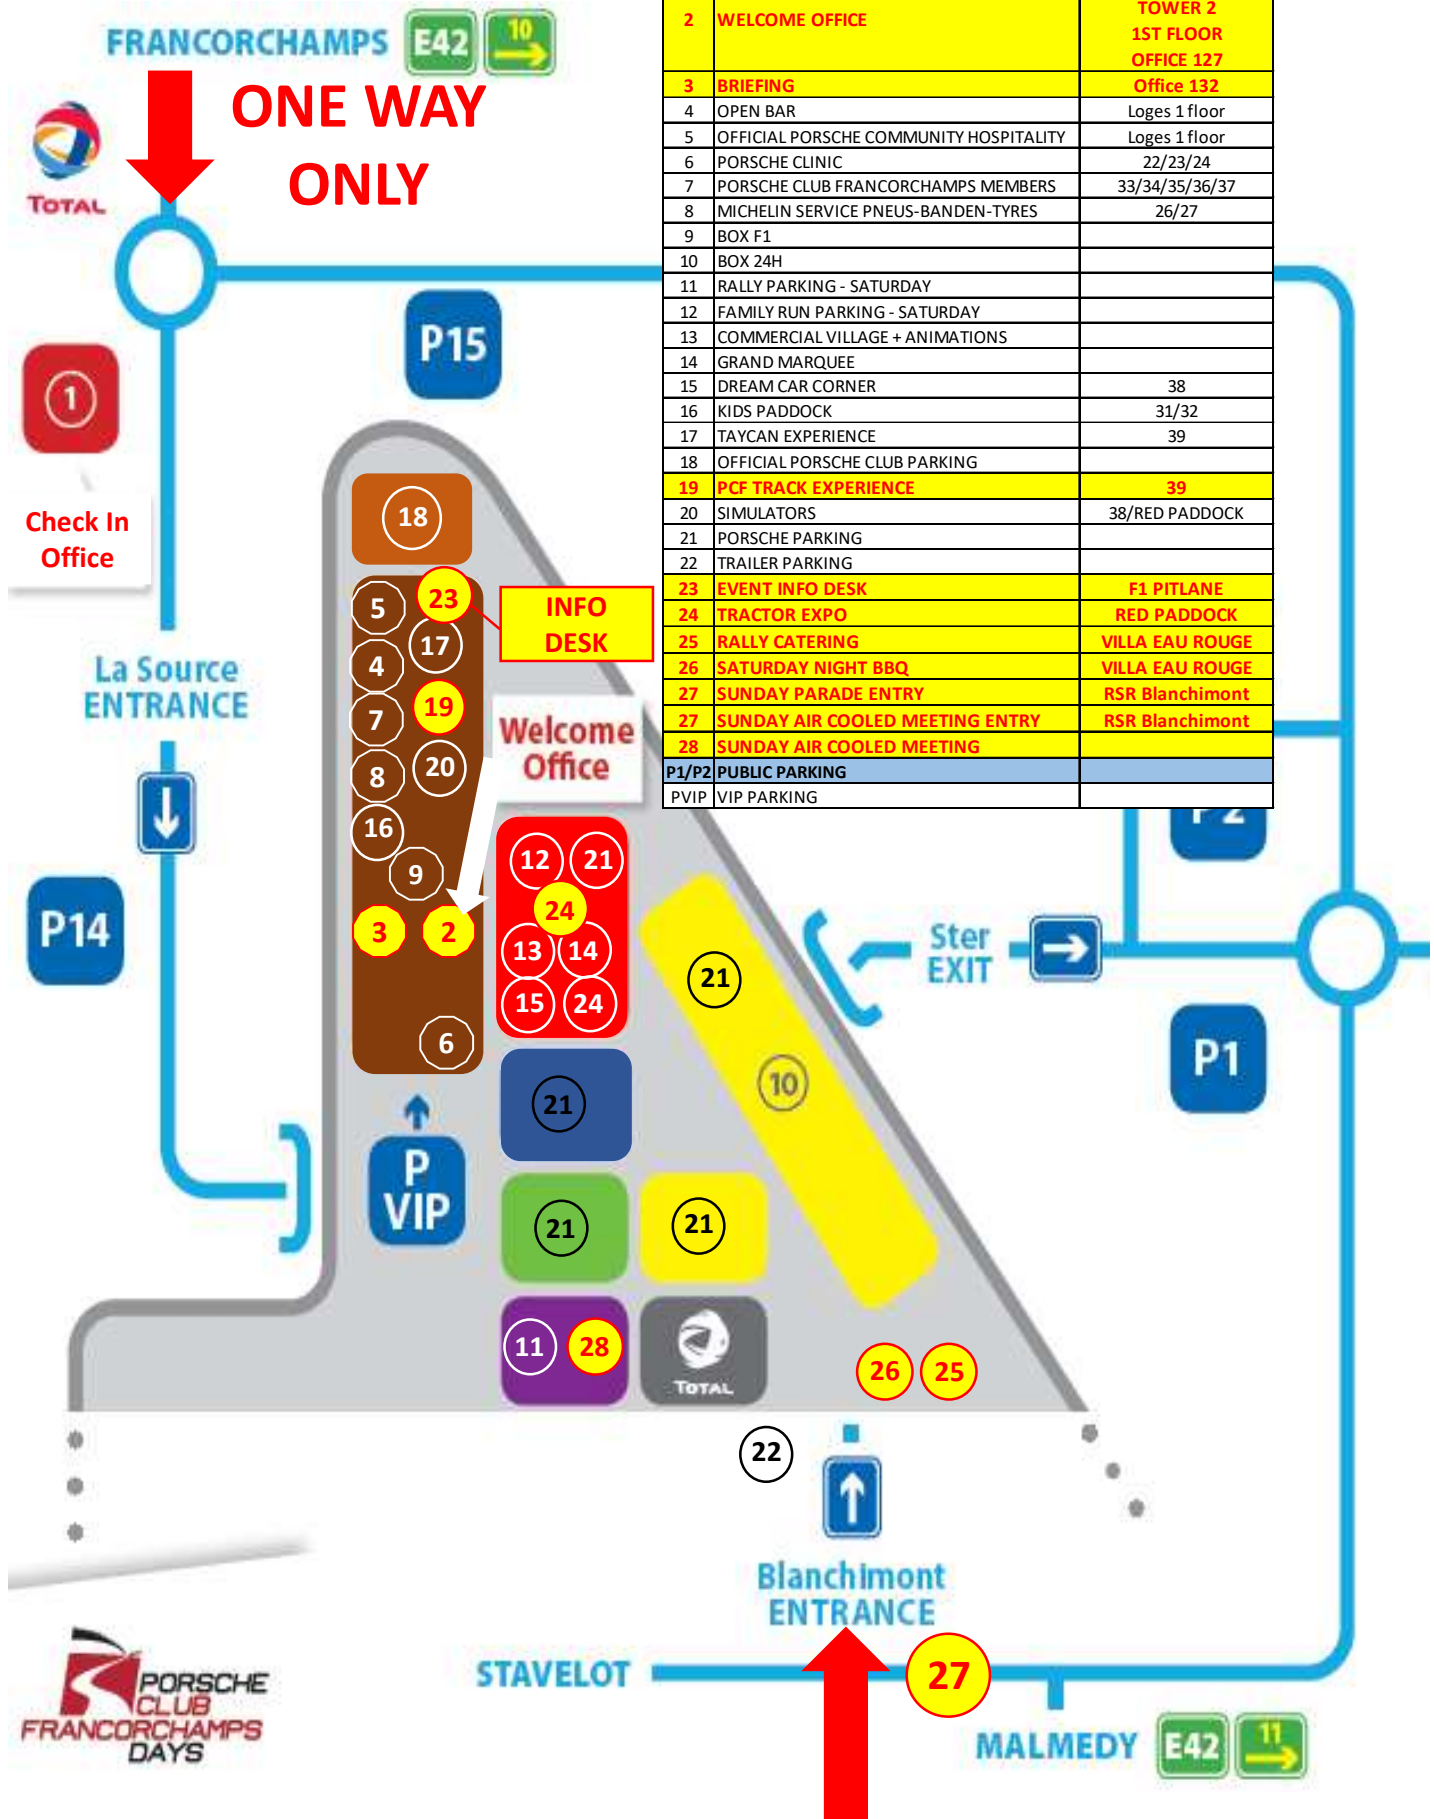 FRANCORCHAMPS E42 10
ONE WAY
ONLY
TOTAL
2 WELCOME OFFICE TOWER 2
1ST FLOOR
OFFICE 127
3 BRIEFING Office 132
4 OPEN BAR Loges 1 floor
5 OFFICIAL PORSCHE COMMUNITY HOSPITALITY Loges 1 floor
6 PORSCHE CLINIC 22/23/24
7 PORSCHE CLUB FRANCORCHAMPS MEMBERS 33/34/35/36/37
8 MICHELIN SERVICE PNEUS-BANDEN-TYRES 26/27
9 BOX F1
10 BOX 24H
11 RALLY PARKING - SATURDAY
12 FAMILY RUN PARKING - SATURDAY
13 COMMERCIAL VILLAGE + ANIMATIONS
14 GRAND MARQUEE
15 DREAM CAR CORNER 38
16 KIDS PADDOCK 31/32
17 TAYCAN EXPERIENCE 39
18 OFFICIAL PORSCHE CLUB PARKING
19 PCF TRACK EXPERIENCE 39
20 SIMULATORS 38/RED PADDOCK
21 PORSCHE PARKING
22 TRAILER PARKING
23 EVENT INFO DESK F1 PITLANE
24 TRACTOR EXPO RED PADDOCK
25 RALLY CATERING VILLA EAU ROUGE
26 SATURDAY NIGHT BBQ VILLA EAU ROUGE
27 SUNDAY PARADE ENTRY RSR Blanchimont
27 SUNDAY AIR COOLED MEETING ENTRY RSR Blanchimont
28 SUNDAY AIR COOLED MEETING
P1/P2 PUBLIC PARKING
PVIP VIP PARKING
P15
1
Check In
Office
18
5
23
INFO
DESK
17
4
La Source
ENTRANCE
19
7
Welcome
Office
20
8
16
P2
12
21
9
P14
24
3
2
13
14
Ster
EXIT
21
15
24
6
P1
10
21
P
VIP
21
21
11
28
TOTAL
26
25
22
Blanchimont
ENTRANCE
STAVELOT
27
PORSCHE
CLUB
FRANCORCHAMPS
DAYS
MALMEDY E42 11